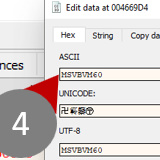 Edit data at 004669D4
Hex String Copy da
nces
ASCII
MSVBVM60
UNICODE:
UTF-8
MSVBVM60
4